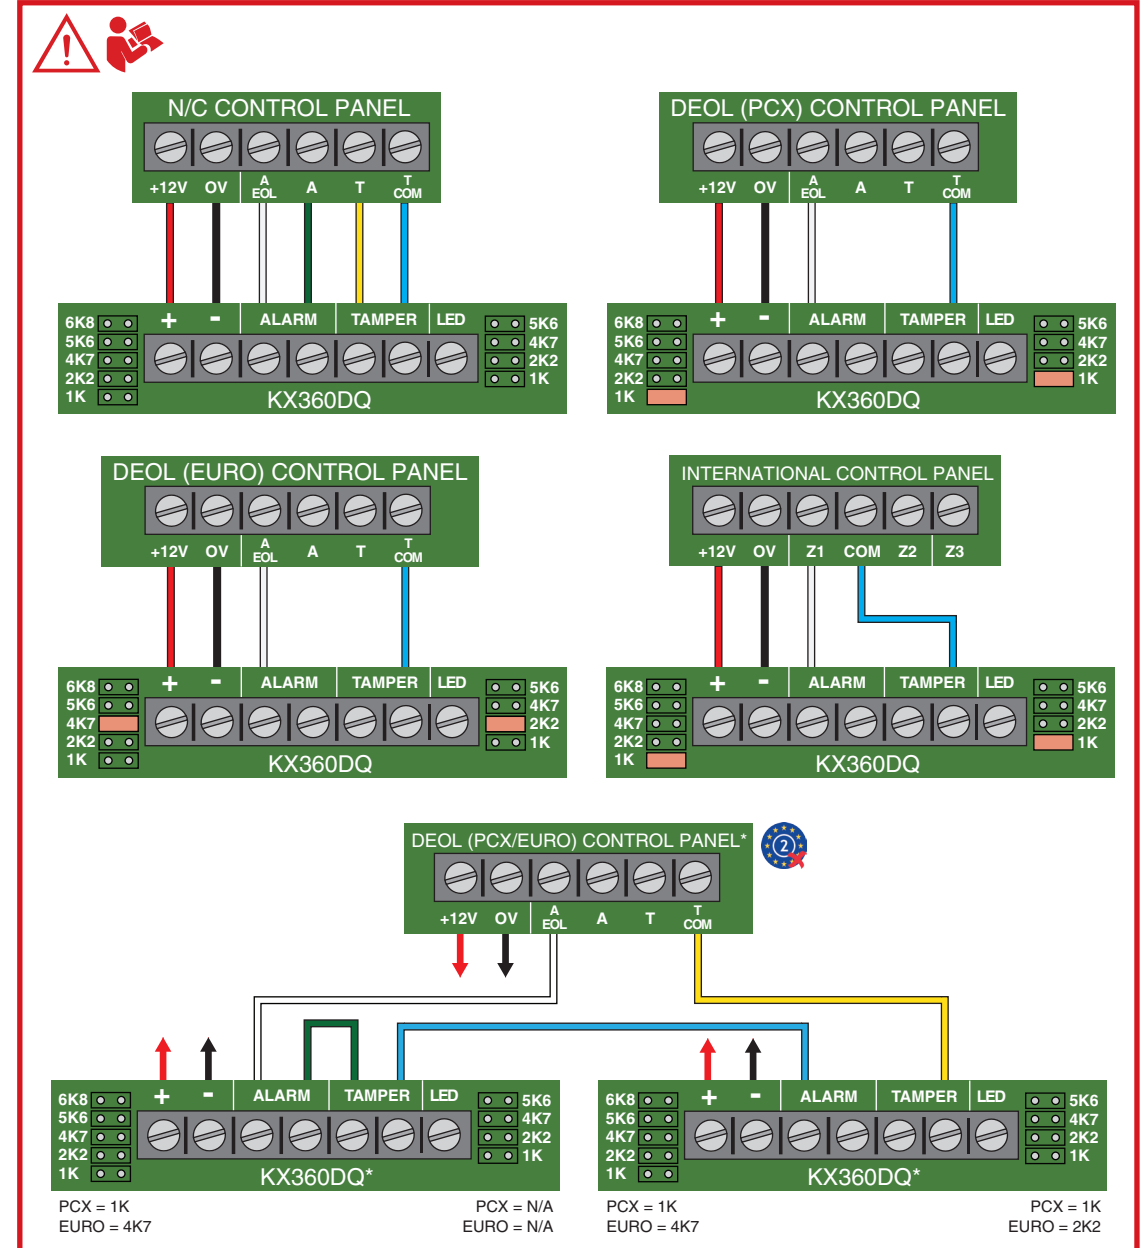 N/C CONTROL PANEL
+12V OV A EOL A T T COM
6K8 + - ALARM TAMPER LED 5K6
5K6 4K7
4K7 2K2
2K2 1K
1K KX360DQ
DEOL (PCX) CONTROL PANEL
+12V OV A EOL A T T COM
6K8 + - ALARM TAMPER LED 5K6
5K6 4K7
4K7 2K2
2K2 1K
1K KX360DQ
DEOL (EURO) CONTROL PANEL
+12V OV A EOL A T T COM
6K8 + - ALARM TAMPER LED 5K6
5K6 4K7
4K7 2K2
2K2 1K
1K KX360DQ
INTERNATIONAL CONTROL PANEL
+12V OV Z1 COM Z2 Z3
6K8 + - ALARM TAMPER LED 5K6
5K6 4K7
4K7 2K2
2K2 1K
1K KX360DQ
DEOL (PCX/EURO) CONTROL PANEL*
2
+12V OV A EOL A T T COM
6K8 + - ALARM TAMPER LED 5K6
5K6 4K7
4K7 2K2
2K2 1K
1K KX360DQ*
PCX = 1K PCX = N/A
EURO = 4K7 EURO = N/A
6K8 + - ALARM TAMPER LED 5K6
5K6 4K7
4K7 2K2
2K2 1K
1K KX360DQ*
PCX = 1K PCX = 1K
EURO = 4K7 EURO = 2K2